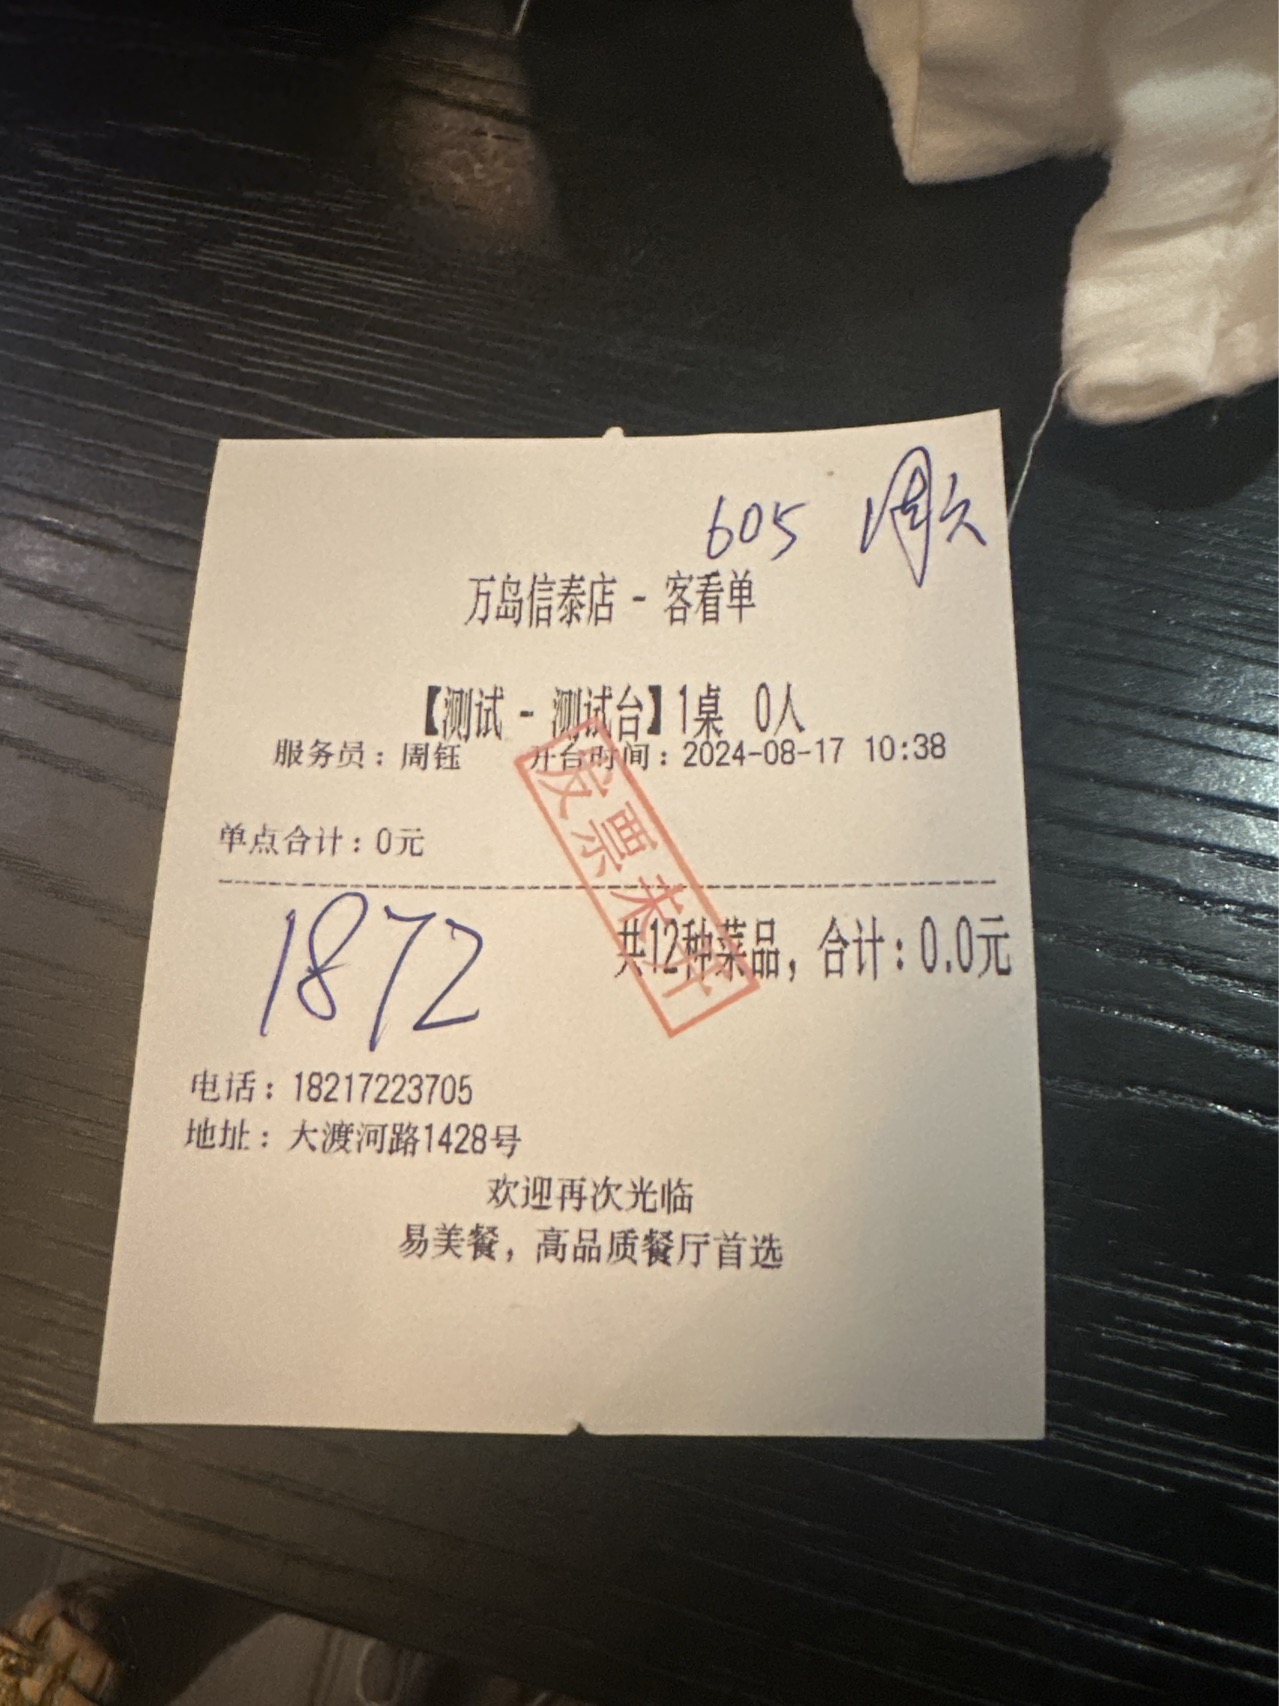 605 周六
万岛信泰店 - 客看单
【测试 - 测试台】1桌 0人
服务员：周钰 开台时间：2024-08-17 10:38
发票未开
单点合计：0元
共12种菜品，合计：0.0元
1872
电话：18217223705
地址：大渡河路1428号
欢迎再次光临
易美餐，高品质餐厅首选